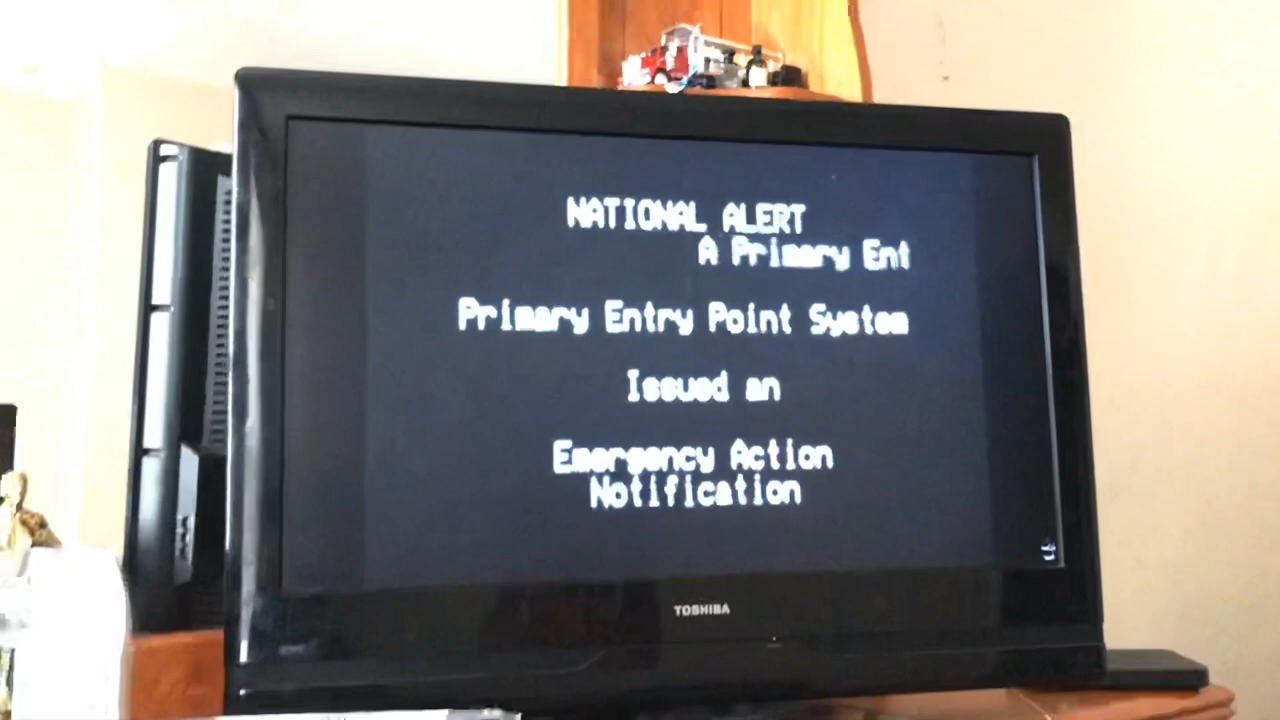 NATIONAL ALERT
A Primary Ent
Primary Entry Point System
Issued an
Emergency Action
Notification
TOSHIBA